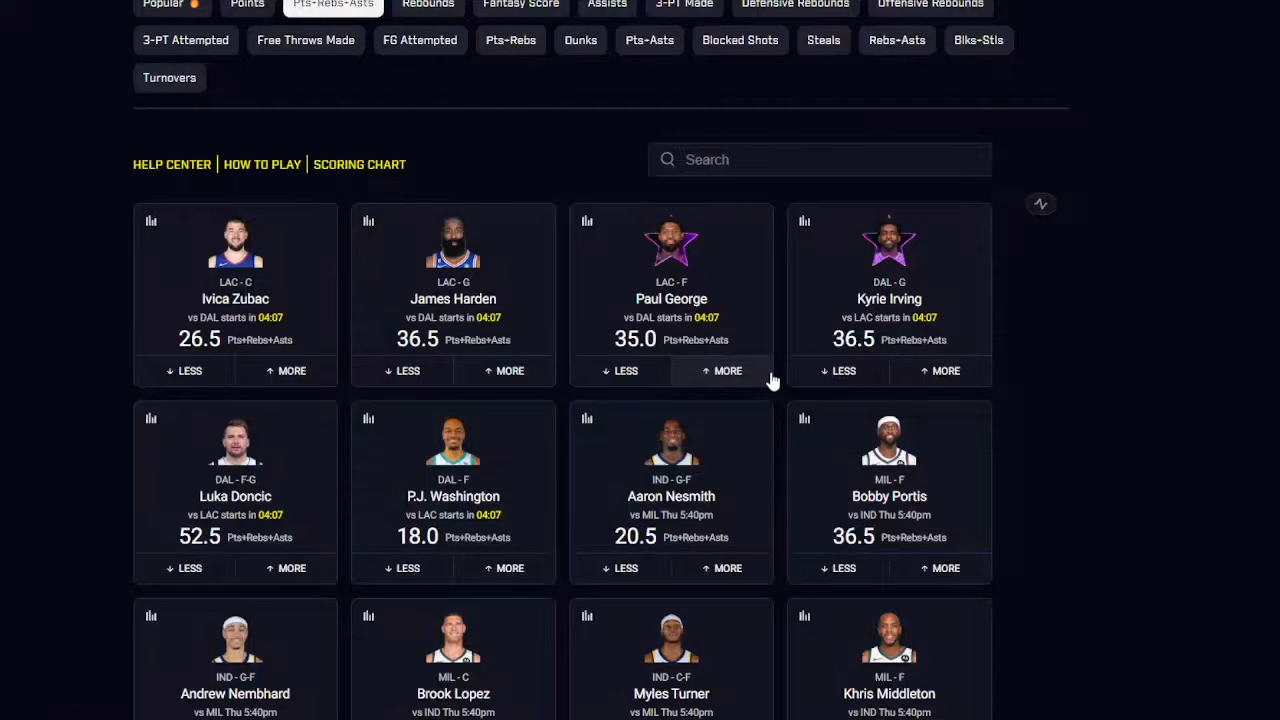 Popular 🔥 Points Pts+Rebs+Asts Rebounds Fantasy Score Assists 3-PT Made Defensive Rebounds Offensive Rebounds
3-PT Attempted Free Throws Made FG Attempted Pts+Rebs Dunks Pts+Asts Blocked Shots Steals Rebs+Asts Blks+Stls
Turnovers
HELP CENTER | HOW TO PLAY | SCORING CHART Search
LAC - C
Ivica Zubac
vs DAL starts in 04:07
26.5 Pts+Rebs+Asts
↓ LESS ↑ MORE
LAC - G
James Harden
vs DAL starts in 04:07
36.5 Pts+Rebs+Asts
↓ LESS ↑ MORE
LAC - F
Paul George
vs DAL starts in 04:07
35.0 Pts+Rebs+Asts
↓ LESS ↑ MORE
DAL - G
Kyrie Irving
vs LAC starts in 04:07
36.5 Pts+Rebs+Asts
↓ LESS ↑ MORE
DAL - F-G
Luka Doncic
vs LAC starts in 04:07
52.5 Pts+Rebs+Asts
↓ LESS ↑ MORE
DAL - F
P.J. Washington
vs LAC starts in 04:07
18.0 Pts+Rebs+Asts
↓ LESS ↑ MORE
IND - G-F
Aaron Nesmith
vs MIL Thu 5:40pm
20.5 Pts+Rebs+Asts
↓ LESS ↑ MORE
MIL - F
Bobby Portis
vs IND Thu 5:40pm
36.5 Pts+Rebs+Asts
↓ LESS ↑ MORE
IND - G-F
Andrew Nembhard
vs MIL Thu 5:40pm
MIL - C
Brook Lopez
vs IND Thu 5:40pm
IND - C-F
Myles Turner
vs MIL Thu 5:40pm
MIL - F
Khris Middleton
vs IND Thu 5:40pm